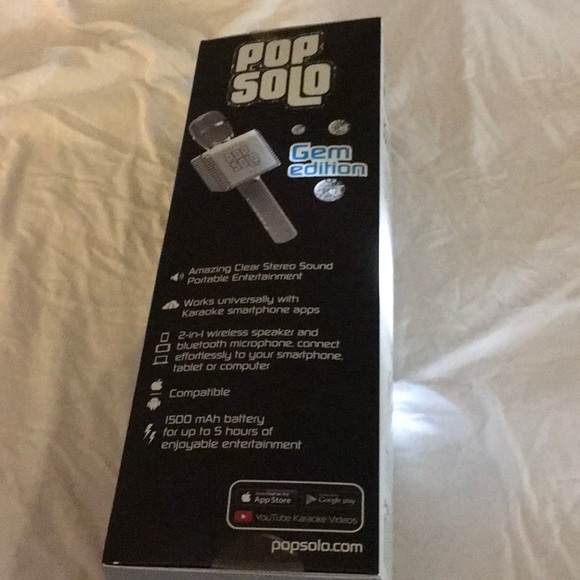 POP
SOLO
POP
SOLO
Gem
edition
Amazing Clear Stereo Sound
Portable Entertainment
Works universally with
Karaoke smartphone apps
2-in-1 wireless speaker and
bluetooth microphone, connect
effortlessly to your smartphone,
tablet or computer
Compatible
1500 mAh battery
for up to 5 hours of
enjoyable entertainment
App Store
Google play
YouTube Karaoke Videos
popsolo.com